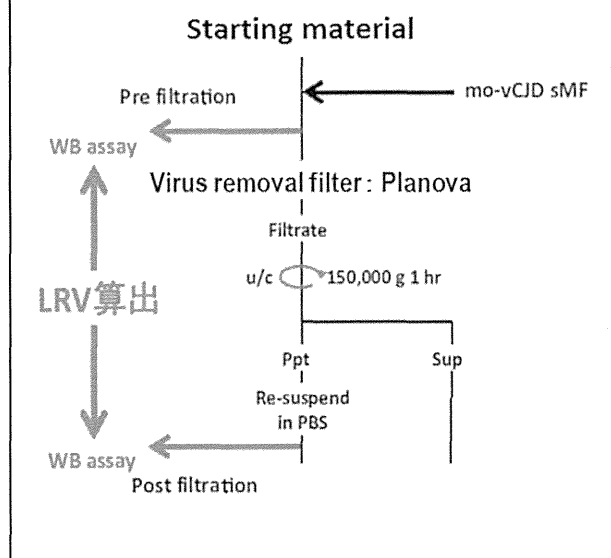 Starting material
mo-vCJD sMF
Pre filtration
WB assay
Virus removal filter : Planova
Filtrate
u/c 150,000 g 1 hr
LRV算出
Ppt Sup
Re-suspend
in PBS
WB assay
Post filtration